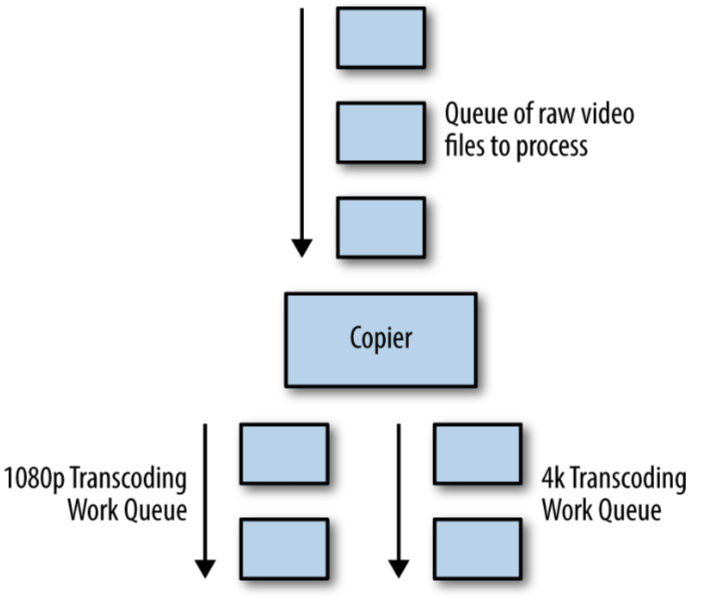 Queue of raw video
files to process
Copier
1080p Transcoding
Work Queue
4k Transcoding
Work Queue